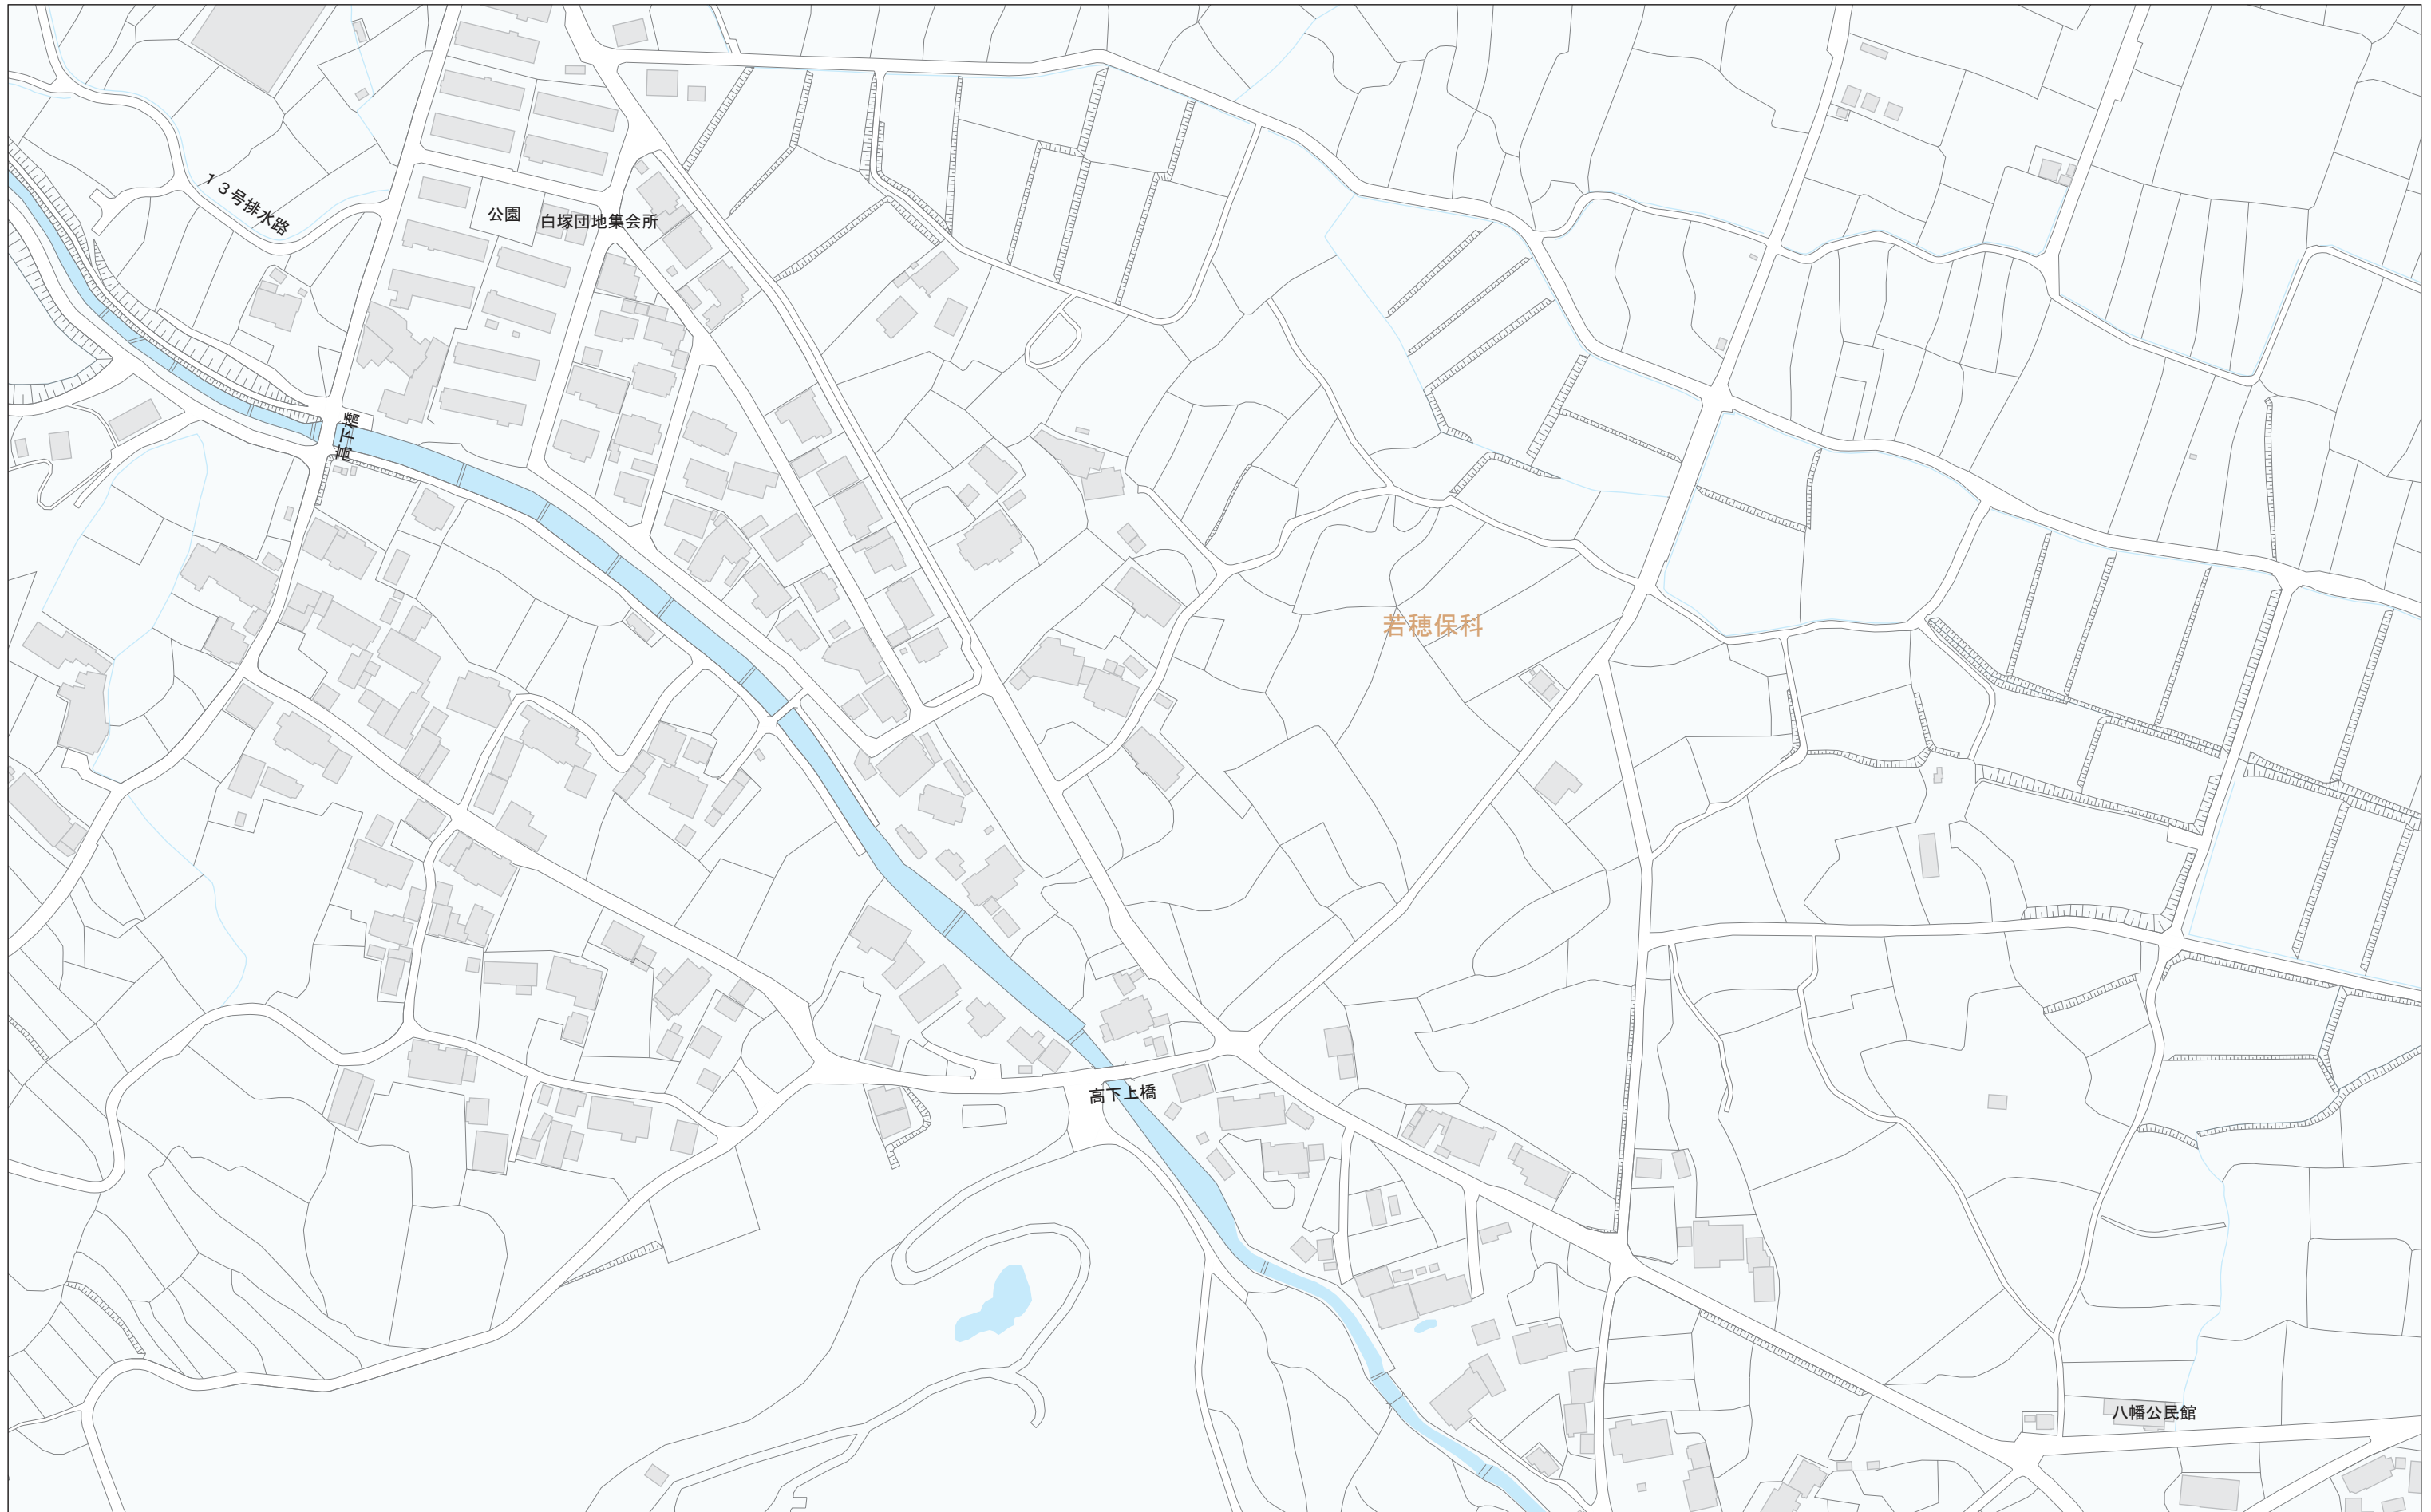 １３号排水路
公園
白塚団地集会所
高下橋
若穂保科
高下上橋
八幡公民館